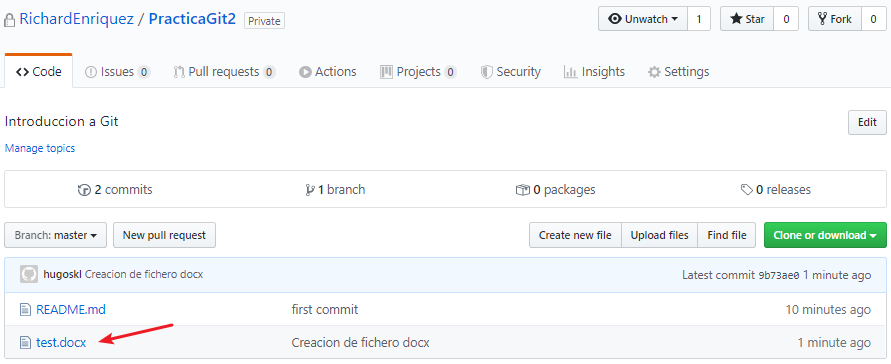 RichardEnriquez / PracticaGit2 Private Unwatch 1 Star 0 Fork 0
Code Issues 0 Pull requests 0 Actions Projects 0 Security Insights Settings
Introduccion a Git Edit
Manage topics
2 commits 1 branch 0 packages 0 releases
Branch: master New pull request Create new file Upload files Find file Clone or download
hugoskl Creacion de fichero docx Latest commit 9b73ae0 1 minute ago
README.md first commit 10 minutes ago
test.docx Creacion de fichero docx 1 minute ago